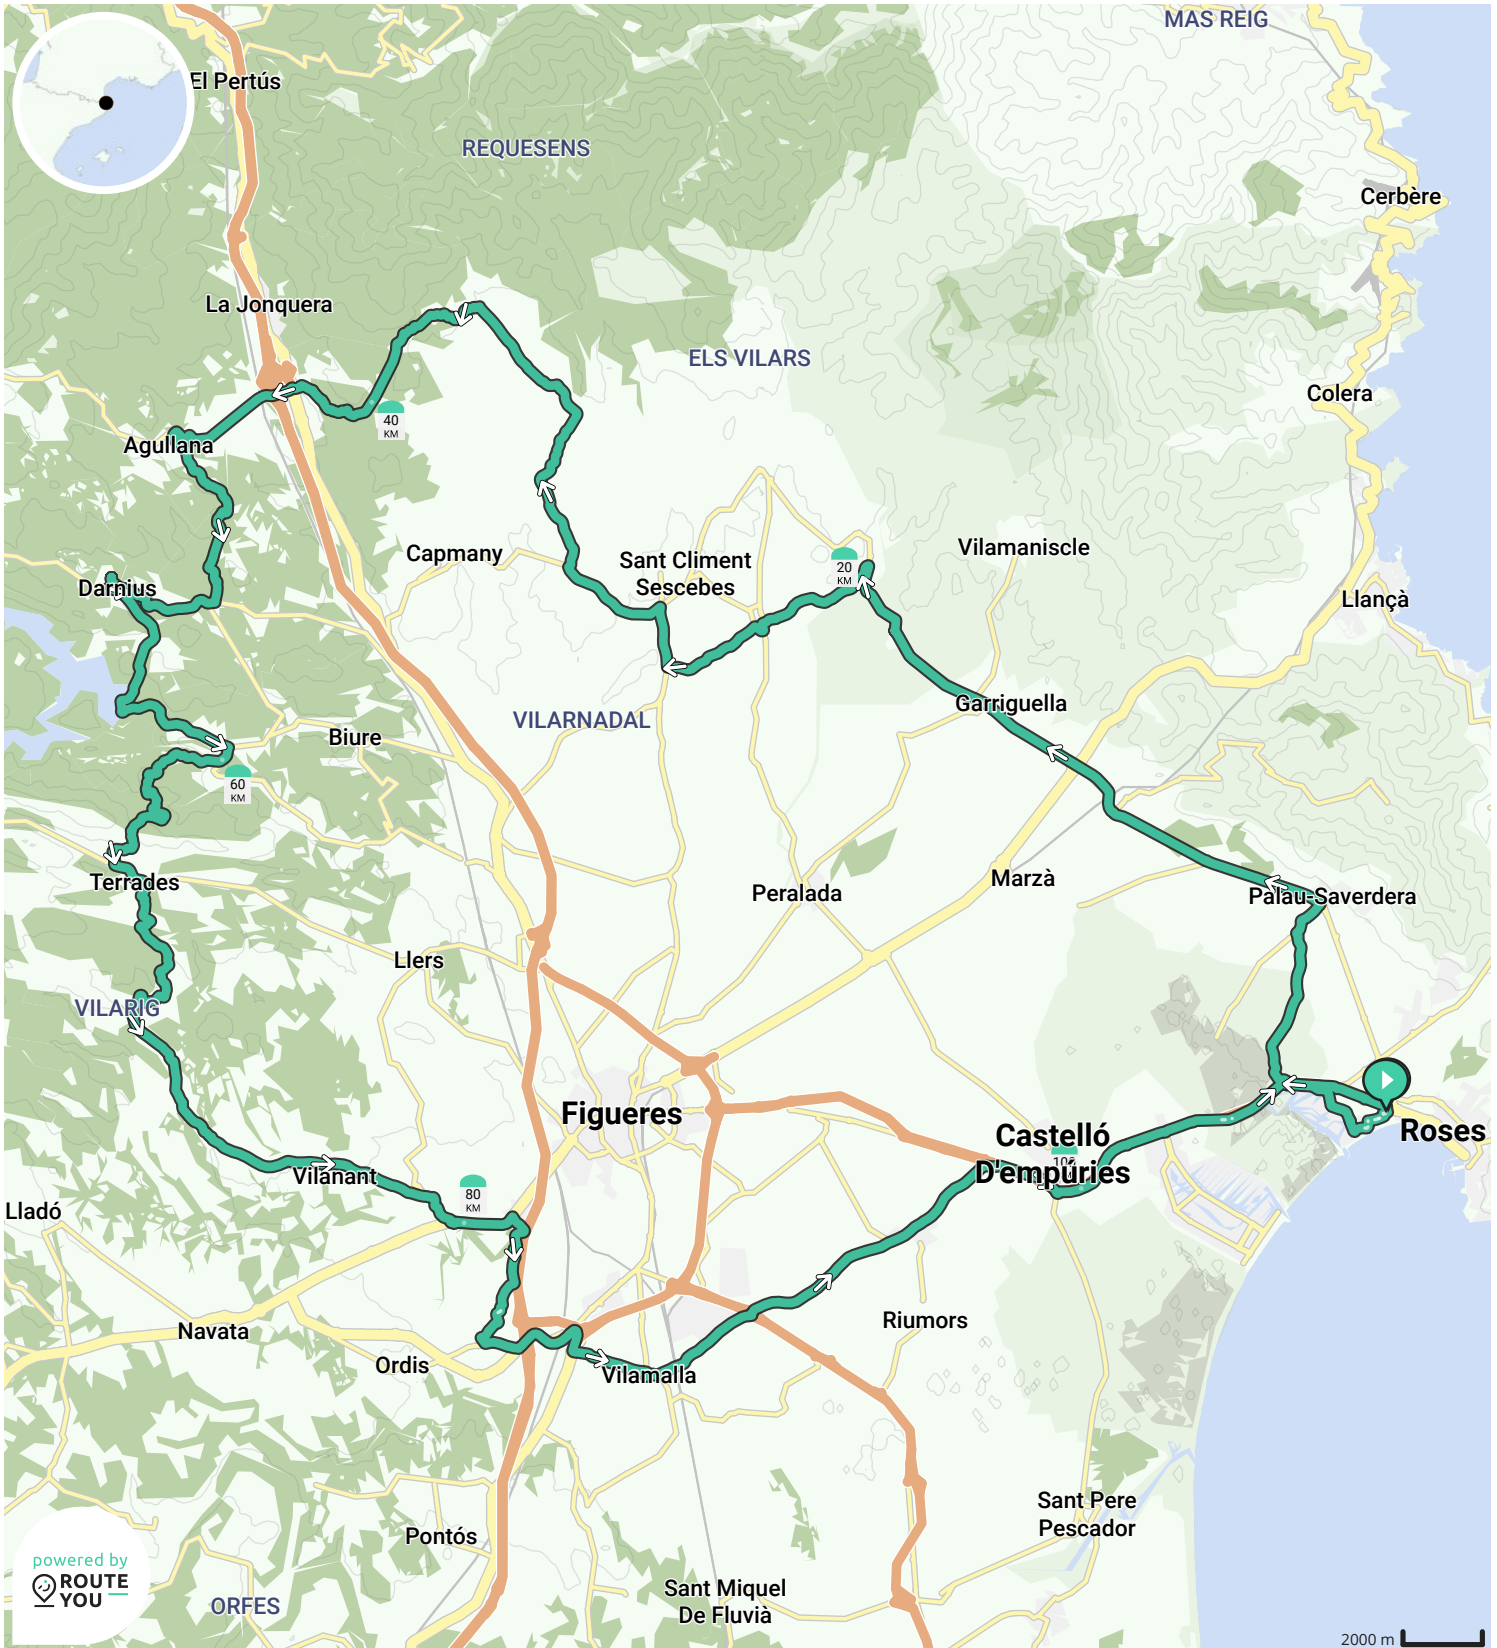 MAS REIG
El Pertús
REQUESENS
Cerbère
La Jonquera
ELS VILARS
Colera
40
KM
Agullana
Capmany
Sant Climent
Sescebes
20
KM
Vilamaniscle
Darnius
Llançà
Garriguella
VILARNADAL
Biure
60
KM
Terrades
Peralada
Marzà
Palau-Saverdera
Llers
VILARIG
Figueres
Castelló
D'empúries
Roses
Vilanant
80
KM
Lladó
Navata
Ordis
Vilamalla
Riumors
Sant Pere
Pescador
Pontós
powered by
ROUTE
YOU
ORFES
Sant Miquel
De Fluvià
2000 m